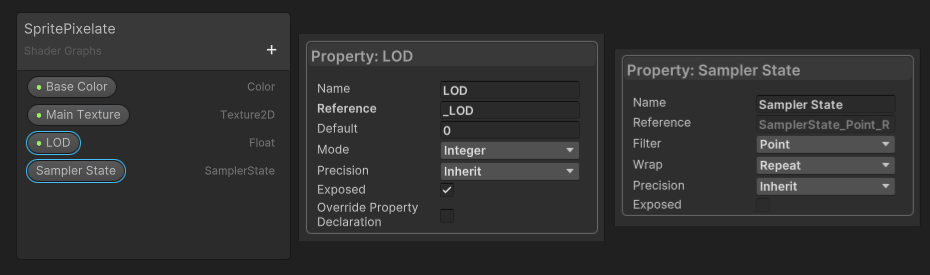 SpritePixelate
Shader Graphs
+
Base Color Color
Main Texture Texture2D
LOD Float
Sampler State SamplerState
Property: LOD
Name LOD
Reference _LOD
Default 0
Mode Integer
Precision Inherit
Exposed
Override Property
Declaration
Property: Sampler State
Name Sampler State
Reference SamplerState_Point_R
Filter Point
Wrap Repeat
Precision Inherit
Exposed